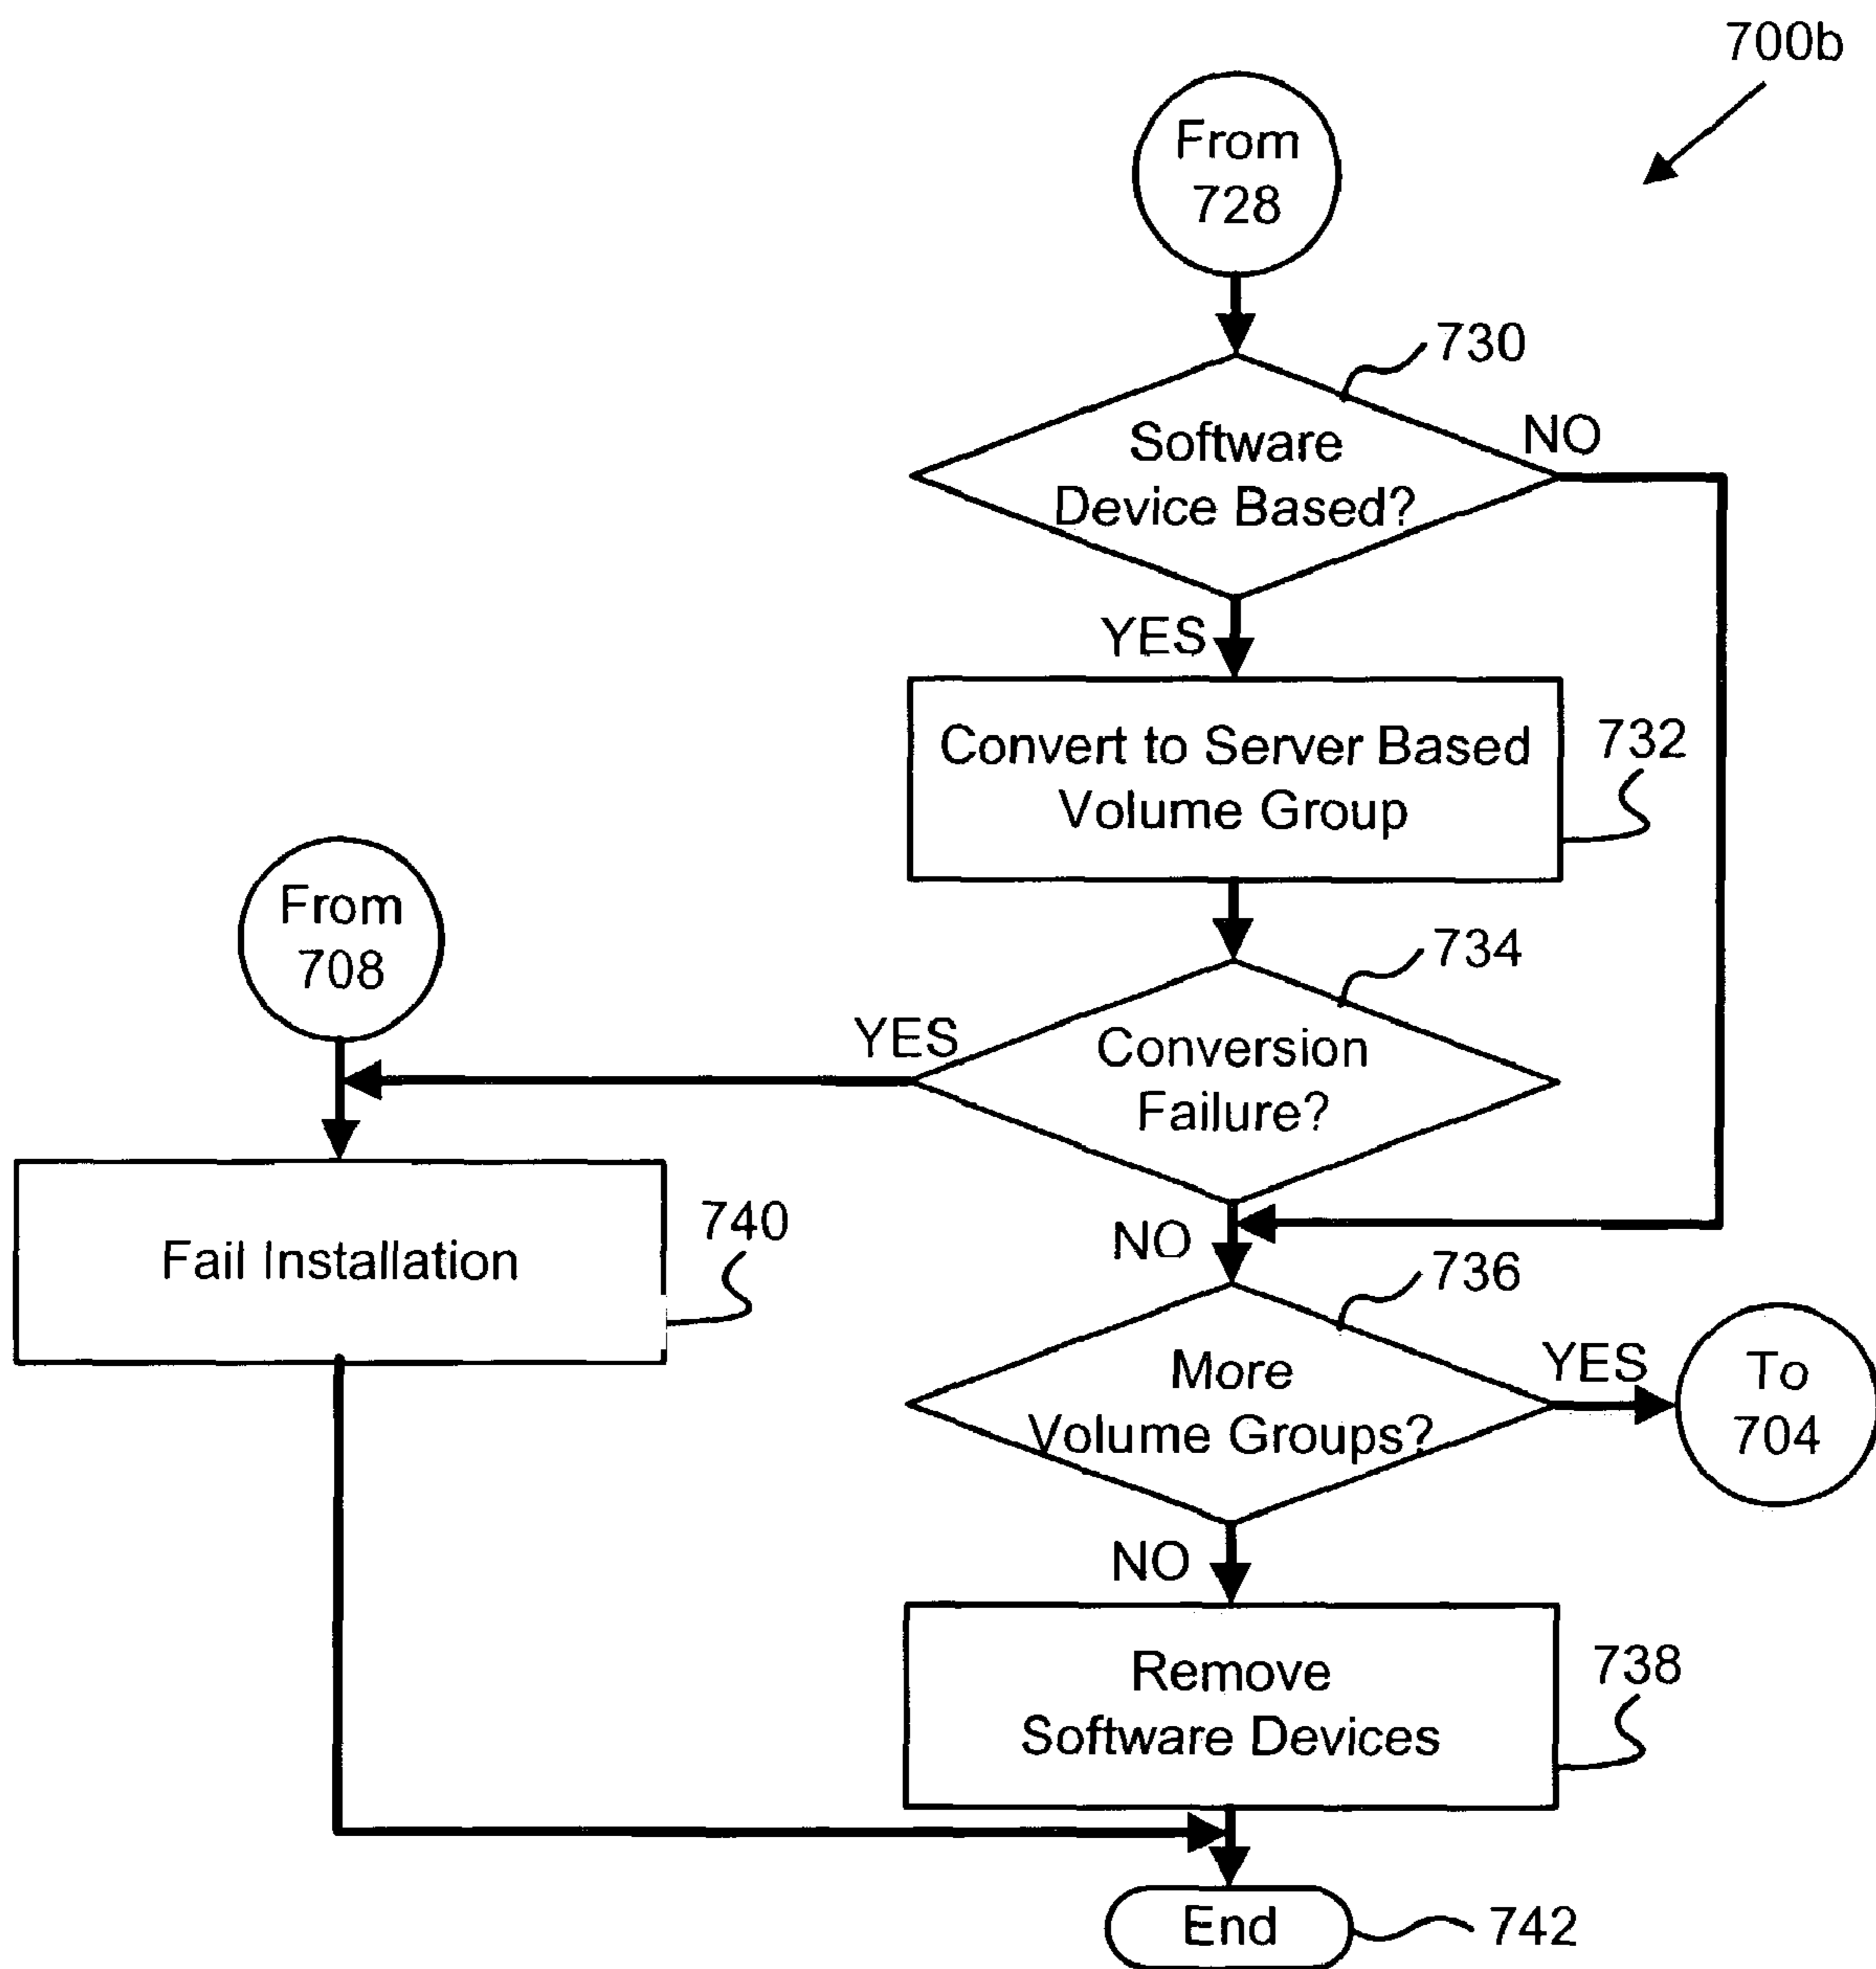 700b
From
728
730
Software
Device Based?
NO
YES
Convert to Server Based
Volume Group
732
From
708
734
YES
Conversion
Failure?
740
Fail Installation
NO
736
More
Volume Groups?
YES
To
704
NO
Remove
Software Devices
738
End
742